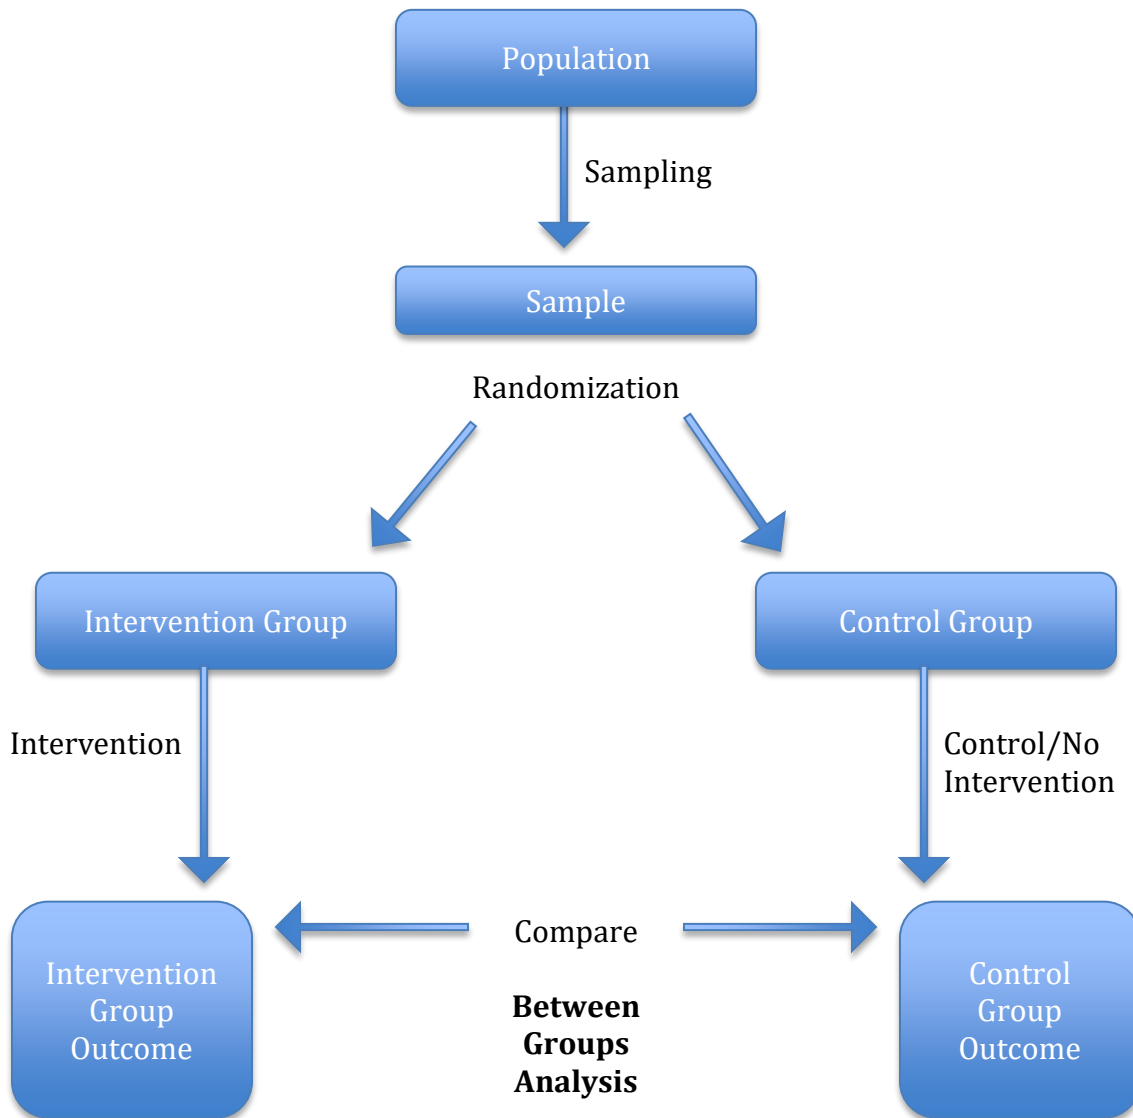 Population
Sampling
Sample
Randomization
Intervention Group
Control Group
Intervention
Control/No
Intervention
Intervention
Group
Outcome
Compare
Between
Groups
Analysis
Control
Group
Outcome